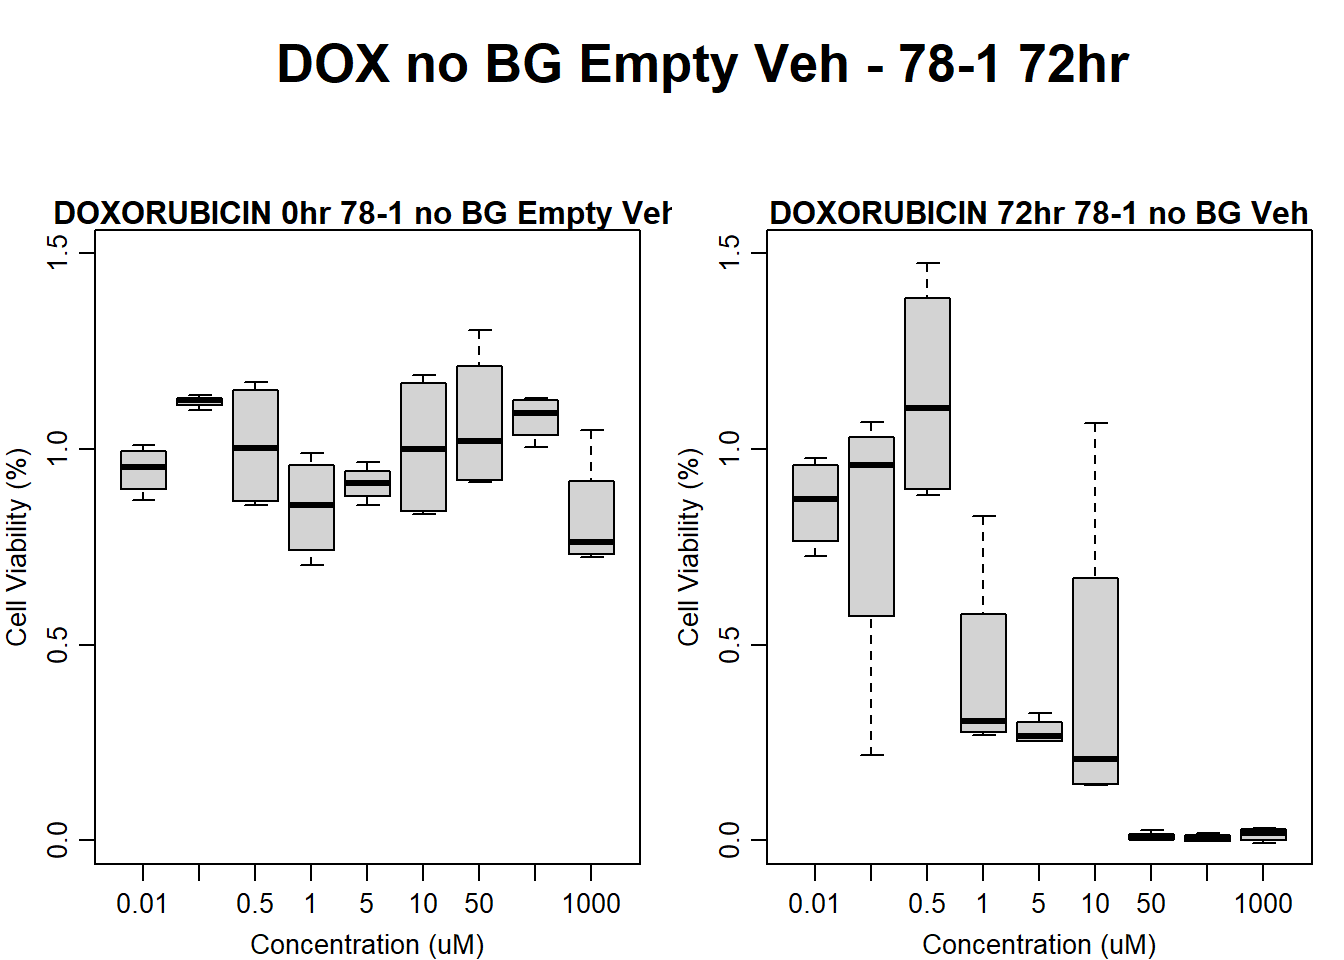 DOX no BG Empty Veh - 78-1 72hr
DOXORUBICIN 0hr 78-1 no BG Empty Veh
1.5
1.0
0.5
0.0
Cell Viability (%)
0.01 0.5 1 5 10 50 1000
Concentration (uM)
DOXORUBICIN 72hr 78-1 no BG Veh
1.5
1.0
0.5
0.0
Cell Viability (%)
0.01 0.5 1 5 10 50 1000
Concentration (uM)